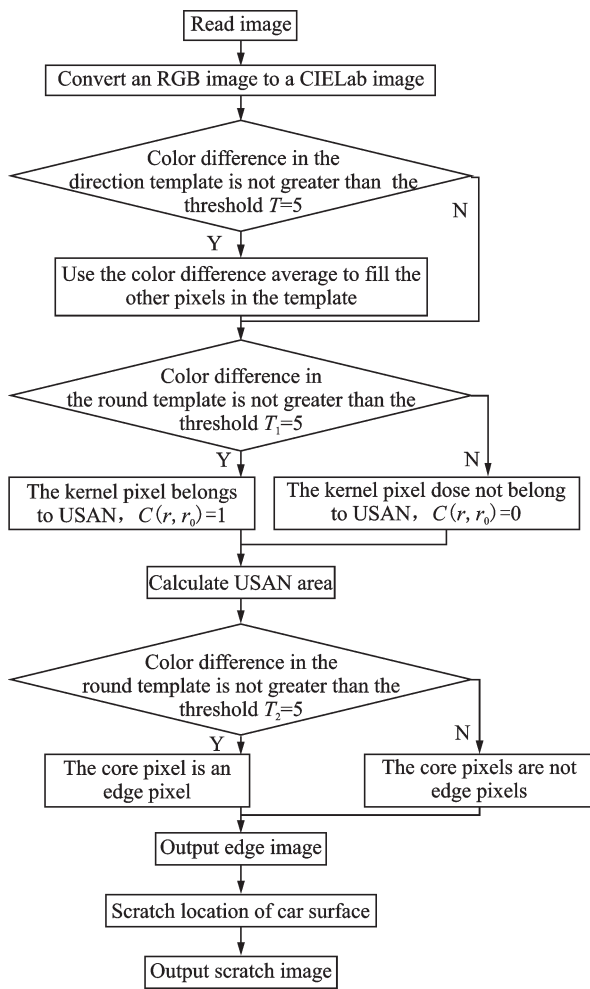 Read image
Convert an RGB image to a CIELab image
Color difference in the
direction template is not greater than the
threshold T=5
N
Y
Use the color difference average to fill the
other pixels in the template
Color difference in
the round template is not greater than the
threshold T₁=5
Y
N
The kernel pixel belongs
to USAN, C(r, r₀)=1
The kernel pixel dose not belong
to USAN, C(r, r₀)=0
Calculate USAN area
Color difference in the
round template is not greater than the
threshold T₂=5
Y
N
The core pixel is an
edge pixel
The core pixels are not
edge pixels
Output edge image
Scratch location of car surface
Output scratch image